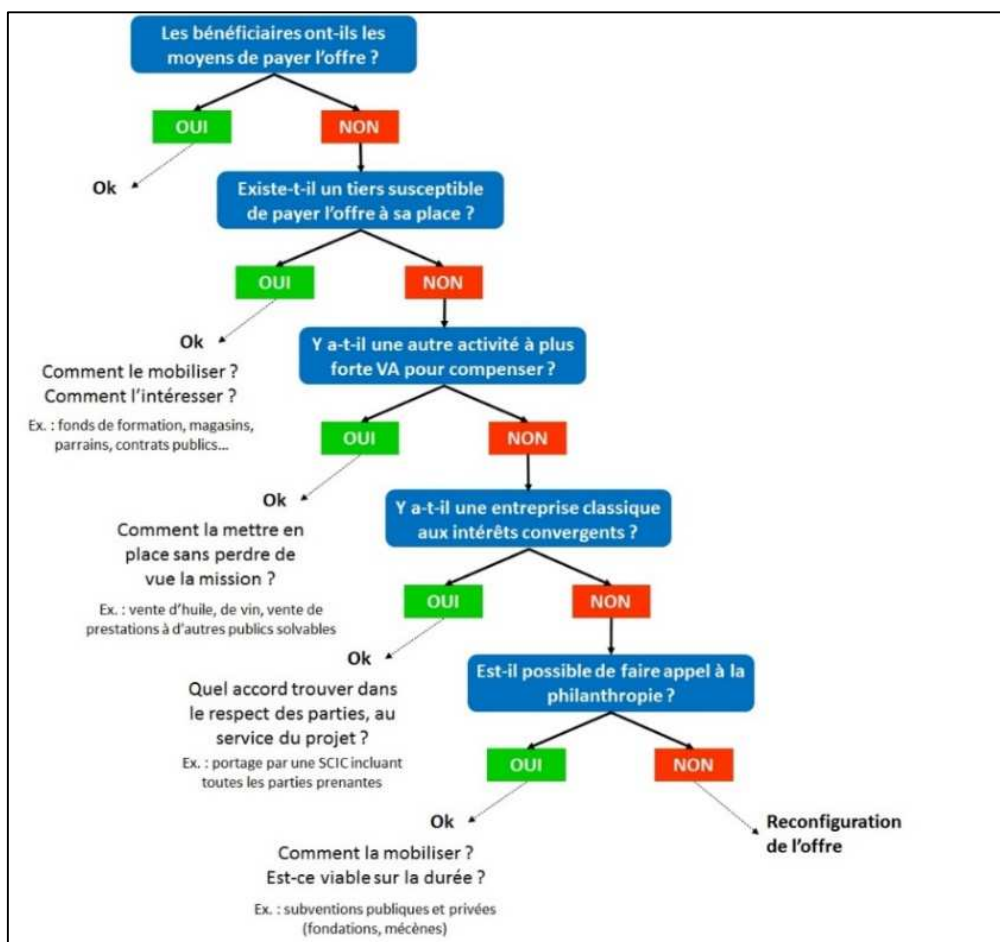 Les bénéficiaires ont-ils les
moyens de payer l'offre ?
OUI
NON
Ok
Existe-t-il un tiers susceptible
de payer l'offre à sa place ?
OUI
NON
Ok
Comment le mobiliser ?
Comment l'intéresser ?
Ex. : fonds de formation, magasins,
parrains, contrats publics...
Y a-t-il une autre activité à plus
forte VA pour compenser ?
OUI
NON
Ok
Comment la mettre en
place sans perdre de
vue la mission ?
Ex. : vente d'huile, de vin, vente de
prestations à d'autres publics solvables
Y a-t-il une entreprise classique
aux intérêts convergents ?
OUI
NON
Ok
Quel accord trouver dans
le respect des parties, au
service du projet ?
Ex. : portage par une SCIC incluant
toutes les parties prenantes
Est-il possible de faire appel à la
philanthropie ?
OUI
NON
Ok
Comment la mobiliser ?
Est-ce viable sur la durée ?
Ex. : subventions publiques et privées
(fondations, mécènes)
Reconfiguration
de l'offre